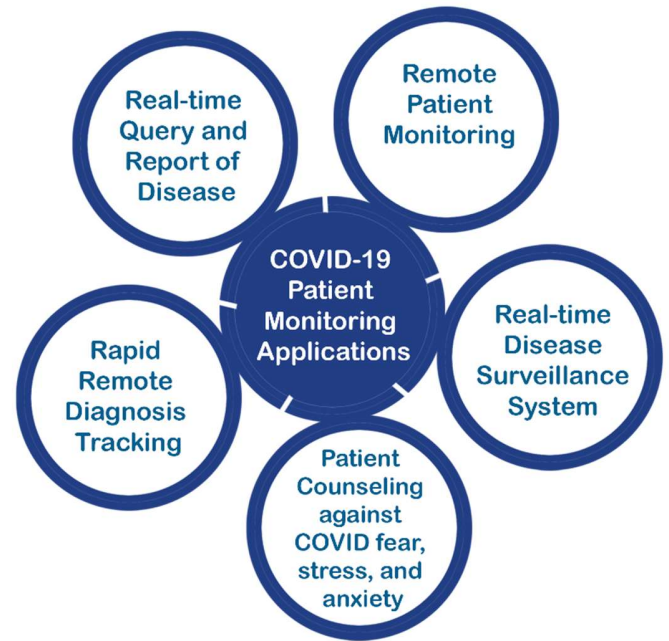 Real-time
Query and
Report of
Disease
Remote
Patient
Monitoring
COVID-19
Patient
Monitoring
Applications
Real-time
Disease
Surveillance
System
Rapid
Remote
Diagnosis
Tracking
Patient
Counseling
against
COVID fear,
stress, and
anxiety